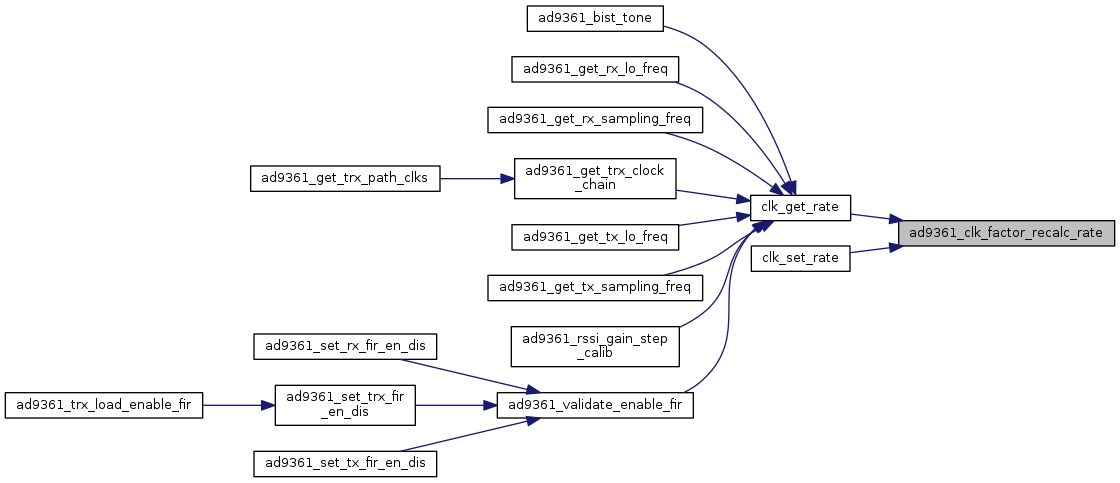 ad9361_bist_tone
ad9361_get_rx_lo_freq
ad9361_get_rx_sampling_freq
ad9361_get_trx_path_clks
ad9361_get_trx_clock
_chain
clk_get_rate
ad9361_clk_factor_recalc_rate
ad9361_get_tx_lo_freq
clk_set_rate
ad9361_get_tx_sampling_freq
ad9361_rssi_gain_step
_calib
ad9361_set_rx_fir_en_dis
ad9361_trx_load_enable_fir
ad9361_set_trx_fir
_en_dis
ad9361_validate_enable_fir
ad9361_set_tx_fir_en_dis